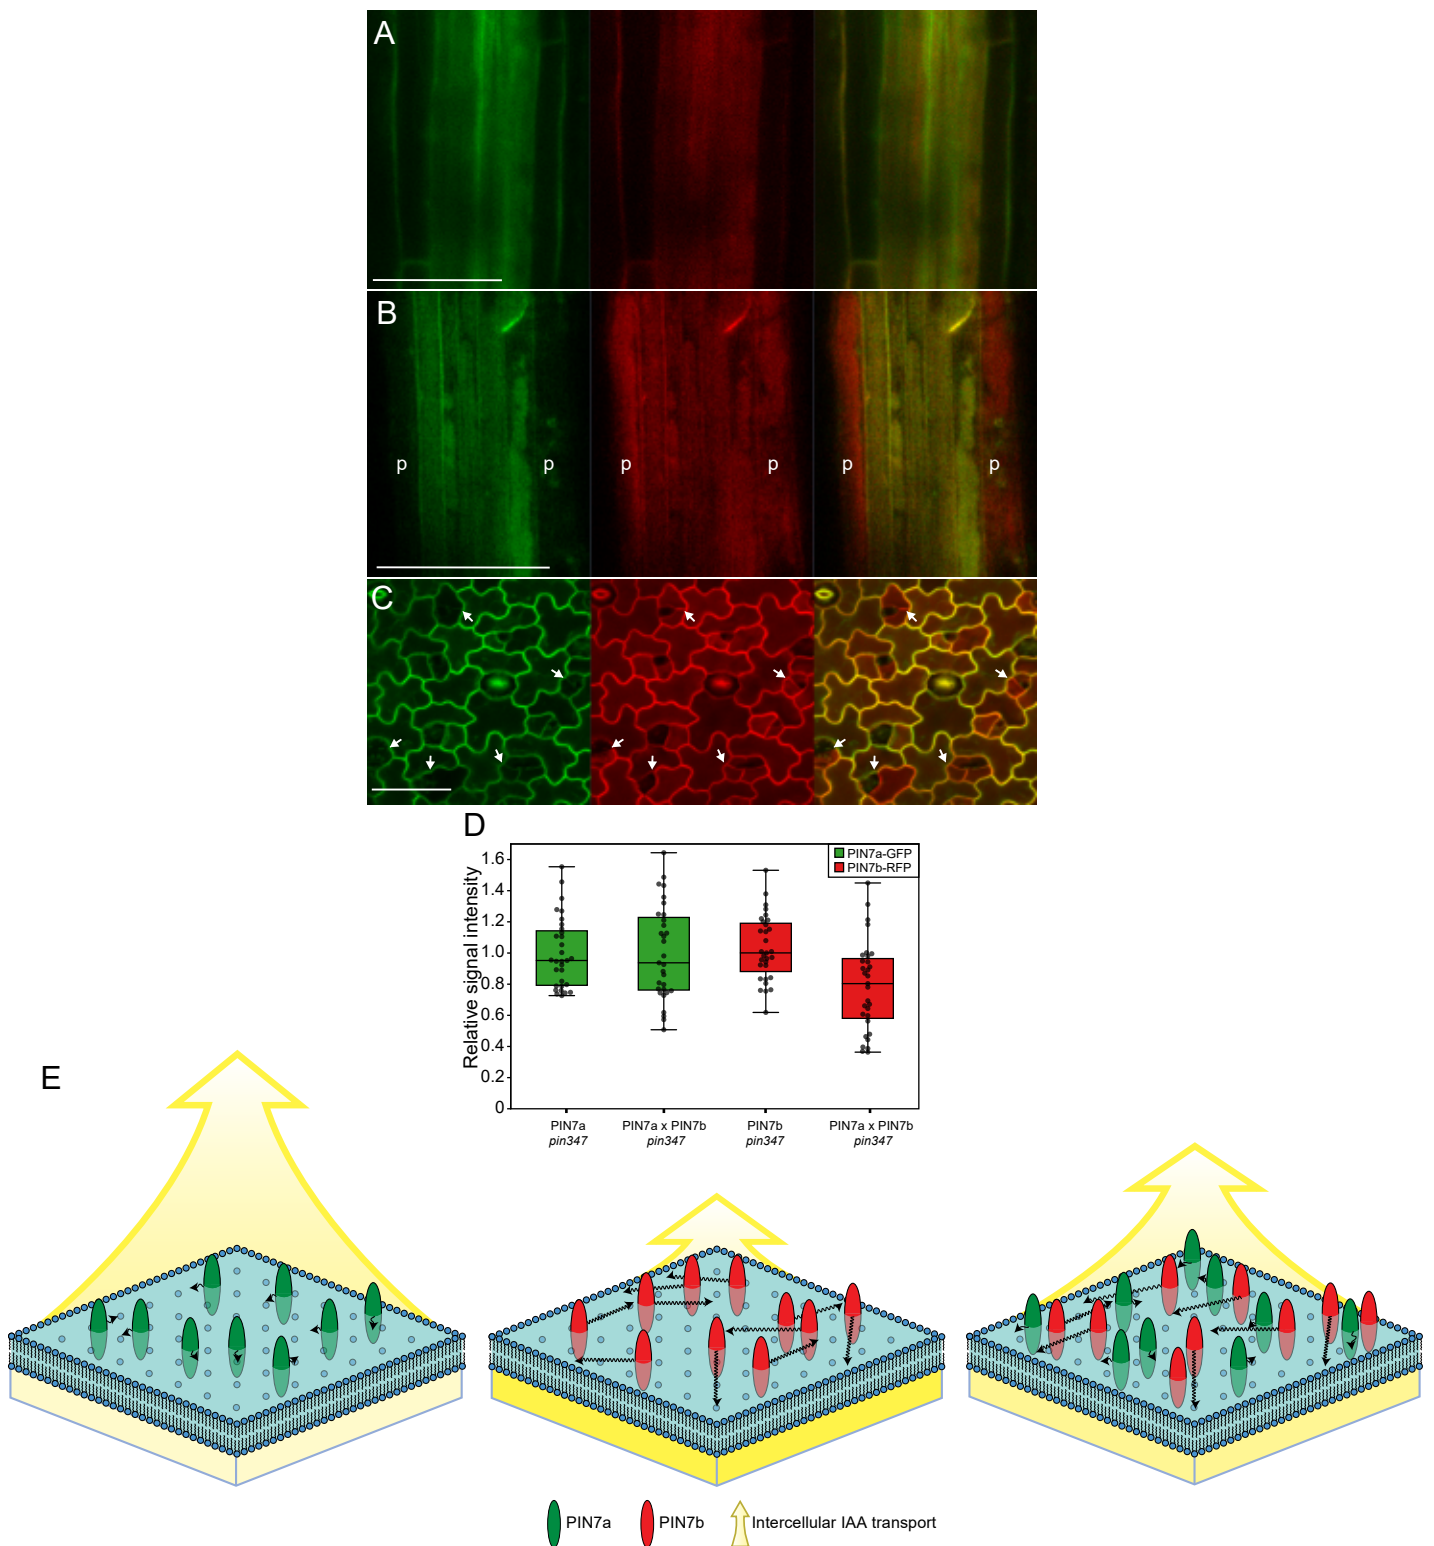 A
B
p p p p p p
C
D
Relative signal intensity
1.6
1.4
1.2
1.0
0.8
0.6
0.4
0.2
0
PIN7a-GFP
PIN7b-RFP
PIN7a PIN7a x PIN7b PIN7b PIN7a x PIN7b
pin347 pin347 pin347 pin347
E
PIN7a PIN7b Intercellular IAA transport